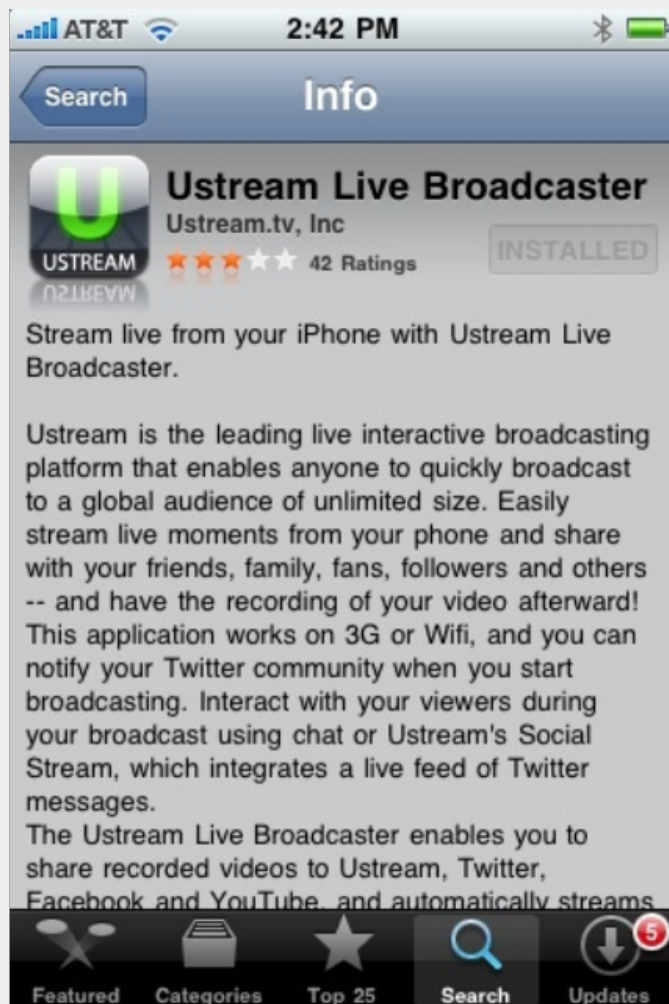 AT&T 2:42 PM
Search Info
Ustream Live Broadcaster
Ustream.tv, Inc
U
USTREAM
42 Ratings
INSTALLED
Stream live from your iPhone with Ustream Live
Broadcaster.
Ustream is the leading live interactive broadcasting
platform that enables anyone to quickly broadcast
to a global audience of unlimited size. Easily
stream live moments from your phone and share
with your friends, family, fans, followers and others
-- and have the recording of your video afterward!
This application works on 3G or Wifi, and you can
notify your Twitter community when you start
broadcasting. Interact with your viewers during
your broadcast using chat or Ustream's Social
Stream, which integrates a live feed of Twitter
messages.
The Ustream Live Broadcaster enables you to
share recorded videos to Ustream, Twitter,
Facebook and YouTube, and automatically streams
5
Featured Categories Top 25 Search Updates